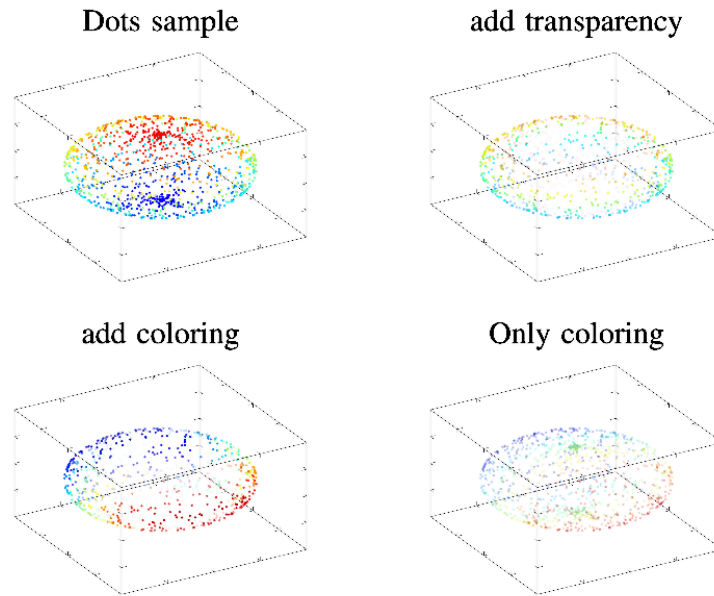 Dots sample
add transparency
add coloring
Only coloring